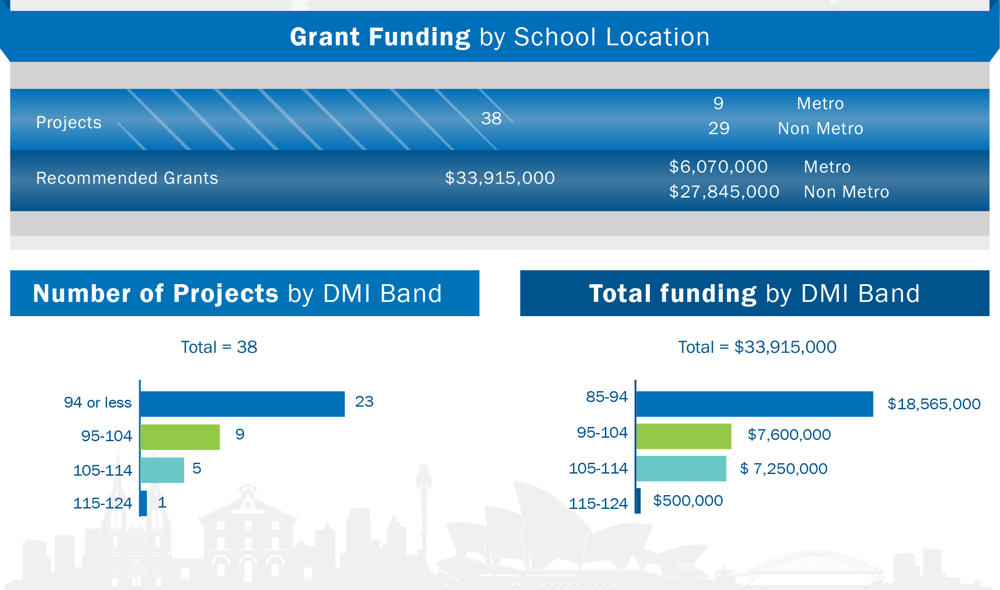 Grant Funding by School Location
Projects
38
9 Metro
29 Non Metro
Recommended Grants
$33,915,000
$6,070,000 Metro
$27,845,000 Non Metro
Number of Projects by DMI Band
Total = 38
94 or less 23
95-104 9
105-114 5
115-124 1
Total funding by DMI Band
Total = $33,915,000
85-94 $18,565,000
95-104 $7,600,000
105-114 $ 7,250,000
115-124 $500,000